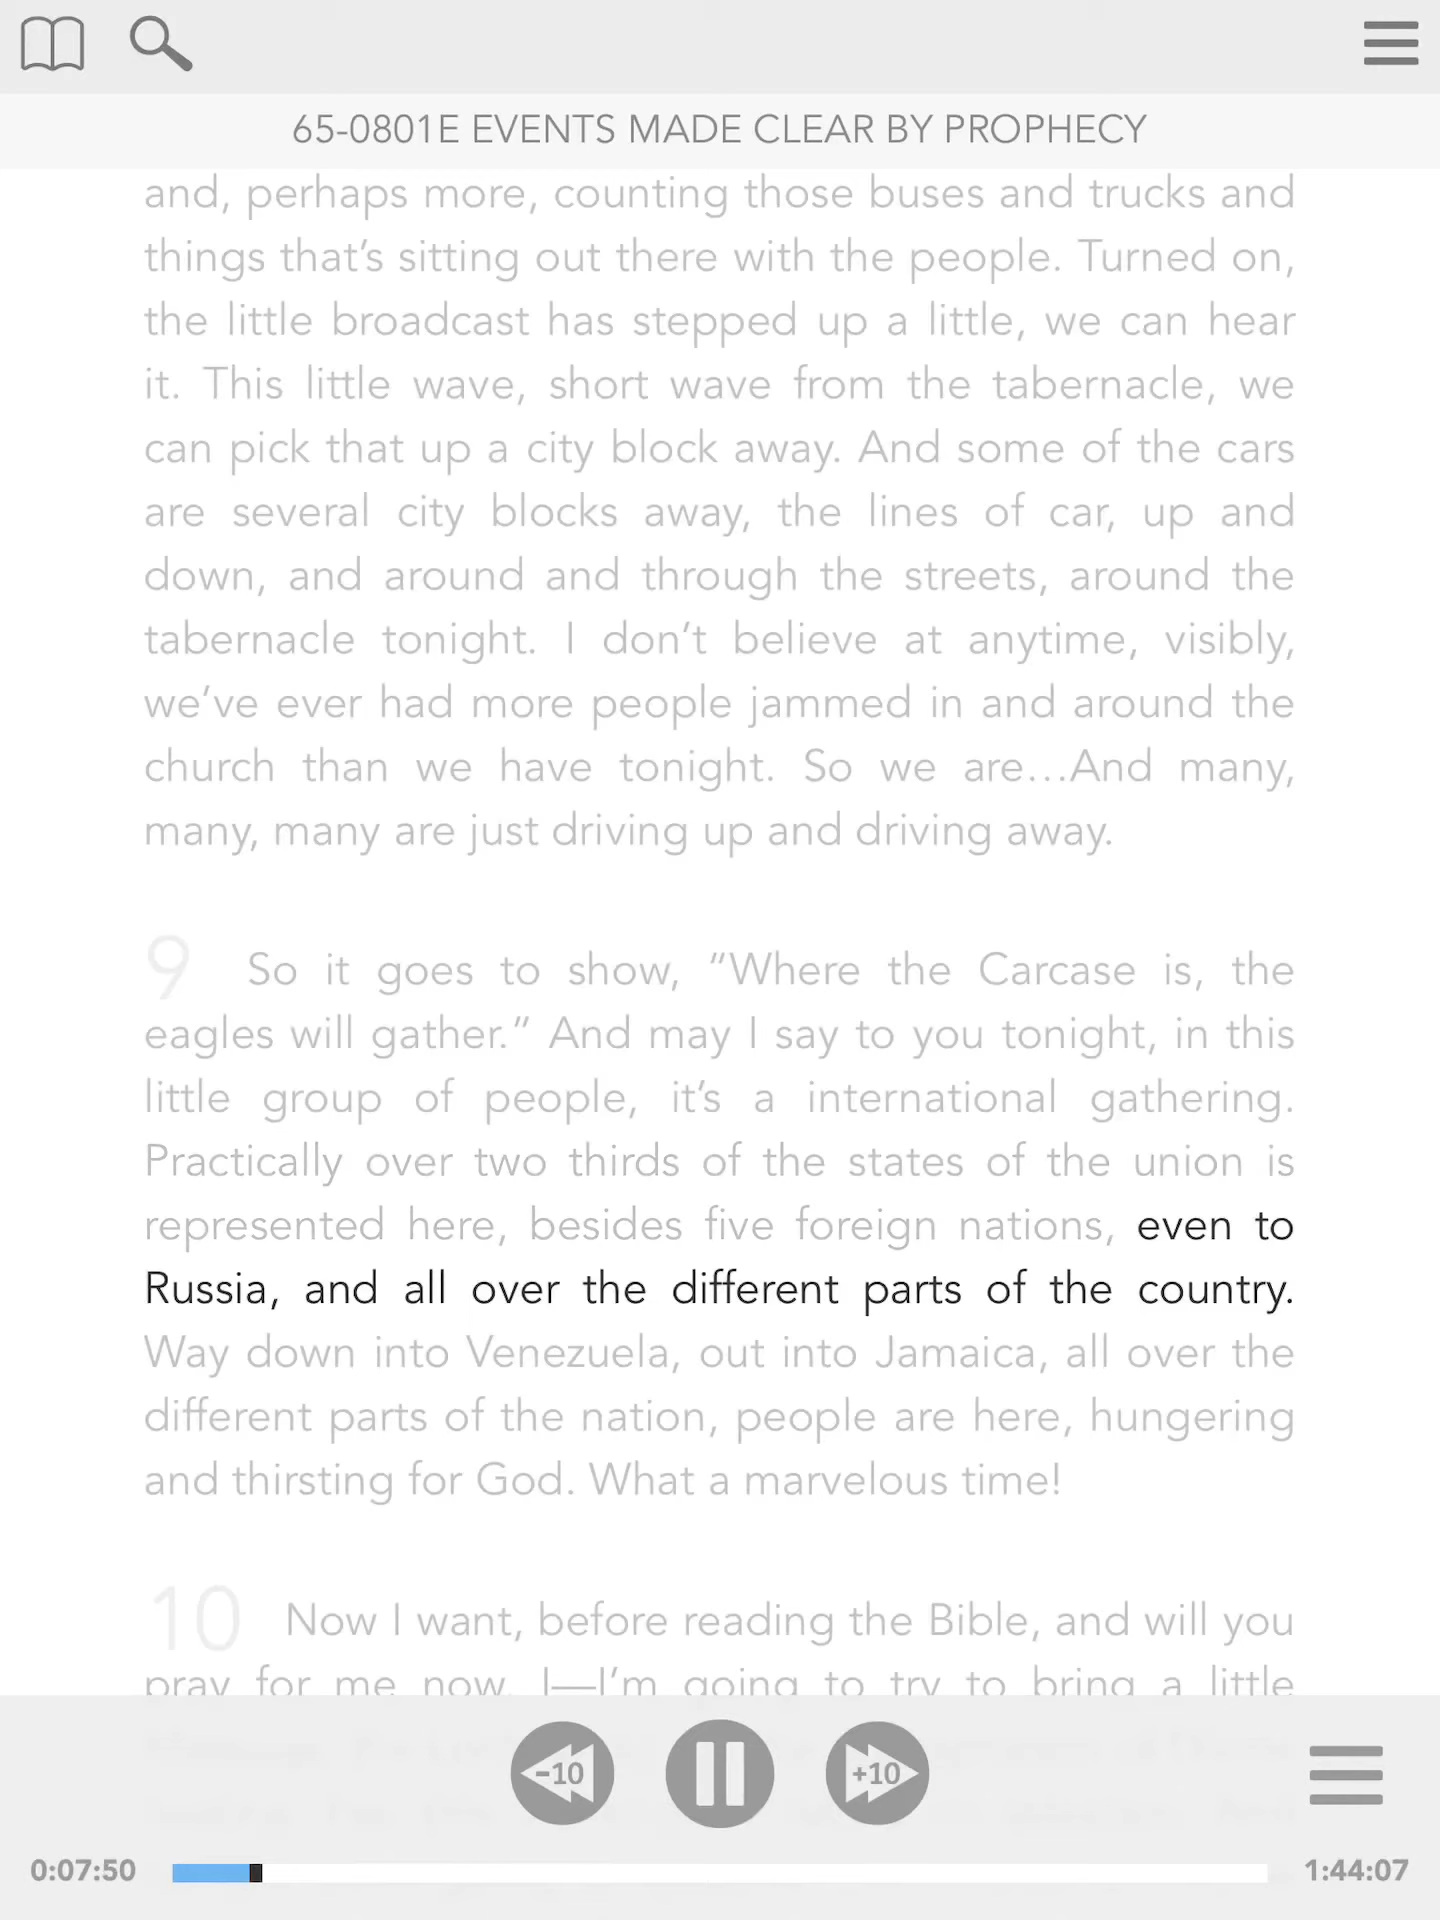 65-0801E EVENTS MADE CLEAR BY PROPHECY
and, perhaps more, counting those buses and trucks and
things that’s sitting out there with the people. Turned on,
the little broadcast has stepped up a little, we can hear
it. This little wave, short wave from the tabernacle, we
can pick that up a city block away. And some of the cars
are several city blocks away, the lines of car, up and
down, and around and through the streets, around the
tabernacle tonight. I don’t believe at anytime, visibly,
we’ve ever had more people jammed in and around the
church than we have tonight. So we are…And many,
many, many are just driving up and driving away.
9 So it goes to show, “Where the Carcase is, the
eagles will gather.” And may I say to you tonight, in this
little group of people, it’s a international gathering.
Practically over two thirds of the states of the union is
represented here, besides five foreign nations, even to
Russia, and all over the different parts of the country.
Way down into Venezuela, out into Jamaica, all over the
different parts of the nation, people are here, hungering
and thirsting for God. What a marvelous time!
10 Now I want, before reading the Bible, and will you
pray for me now. I—I’m going to try to bring a little
-10 +10
0:07:50 1:44:07